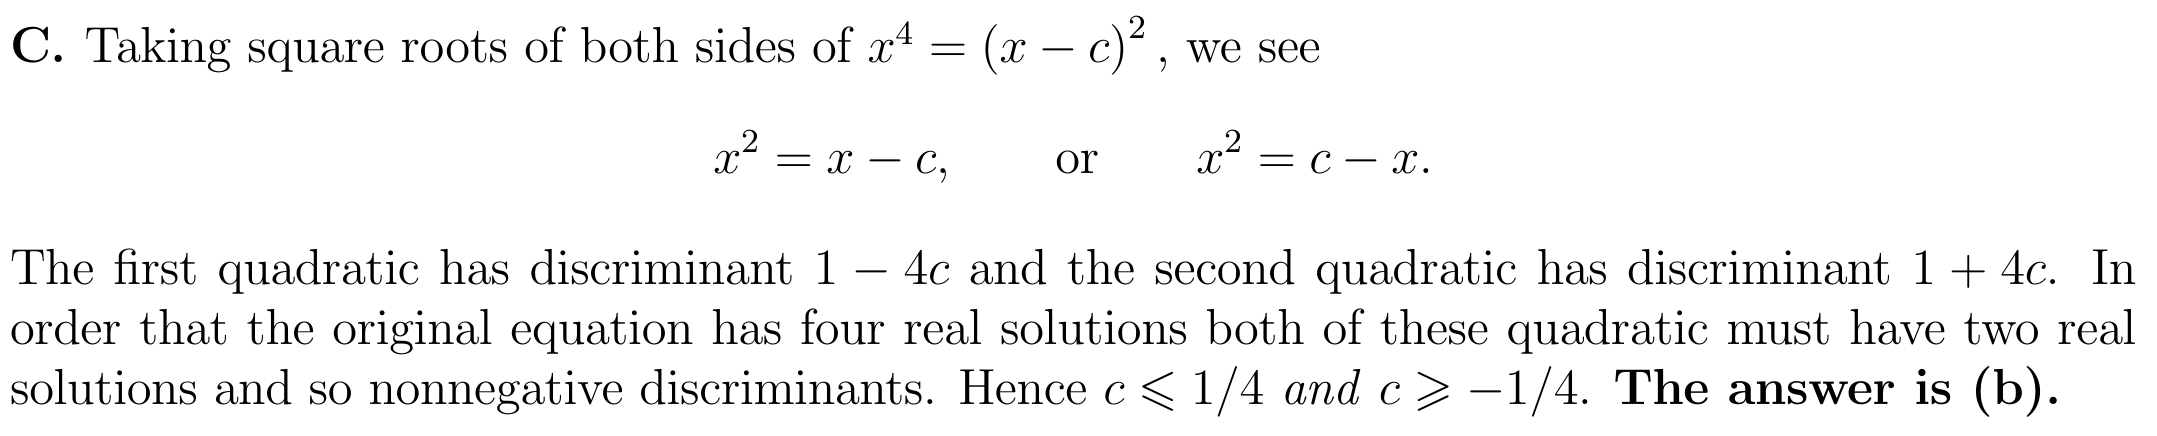 C. Taking square roots of both sides of x⁴ = (x − c)², we see
x² = x − c, or x² = c − x.
The first quadratic has discriminant 1 − 4c and the second quadratic has discriminant 1 + 4c. In
order that the original equation has four real solutions both of these quadratic must have two real
solutions and so nonnegative discriminants. Hence c ⩽ 1/4 and c ⩾ −1/4. The answer is (b).